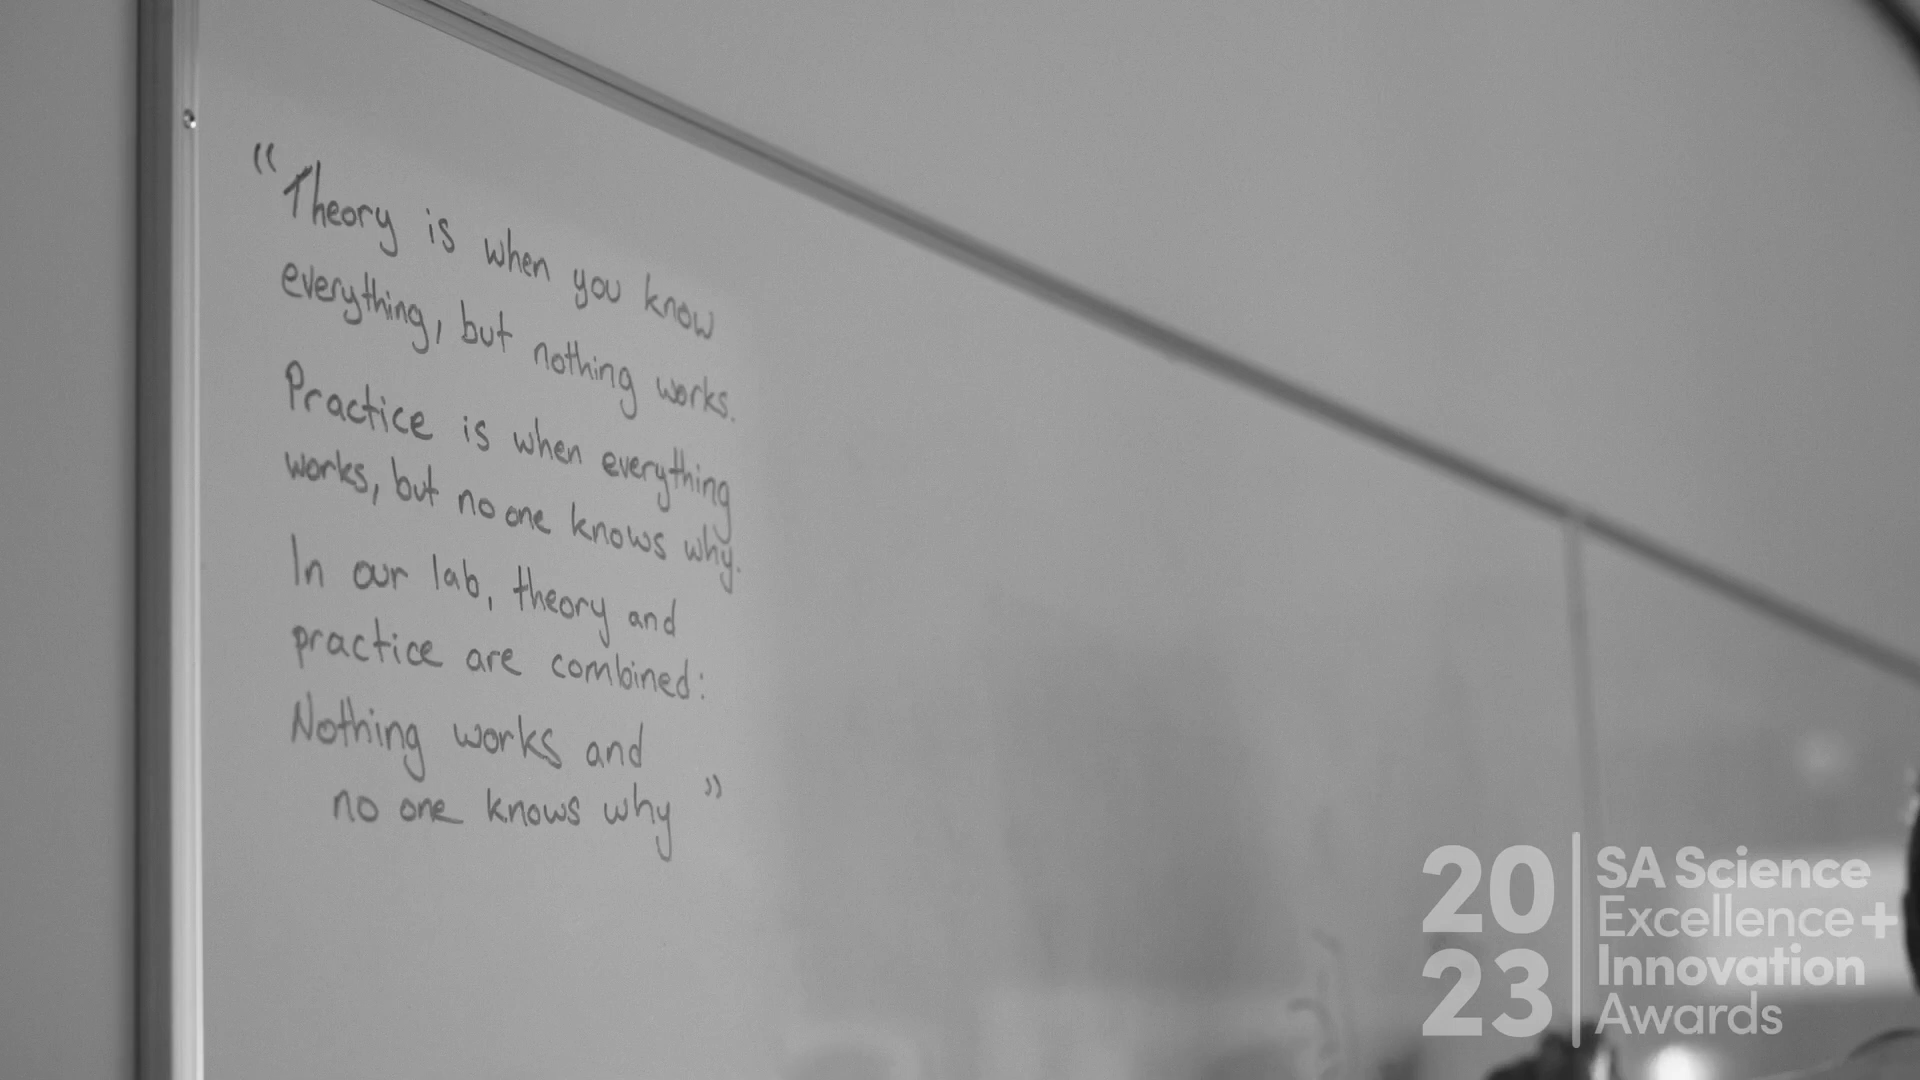 “Theory is when you know
everything, but nothing works.
Practice is when everything
works, but no one knows why.
In our lab, theory and
practice are combined:
Nothing works and
no one knows why”
2023
SA Science
Excellence+
Innovation
Awards